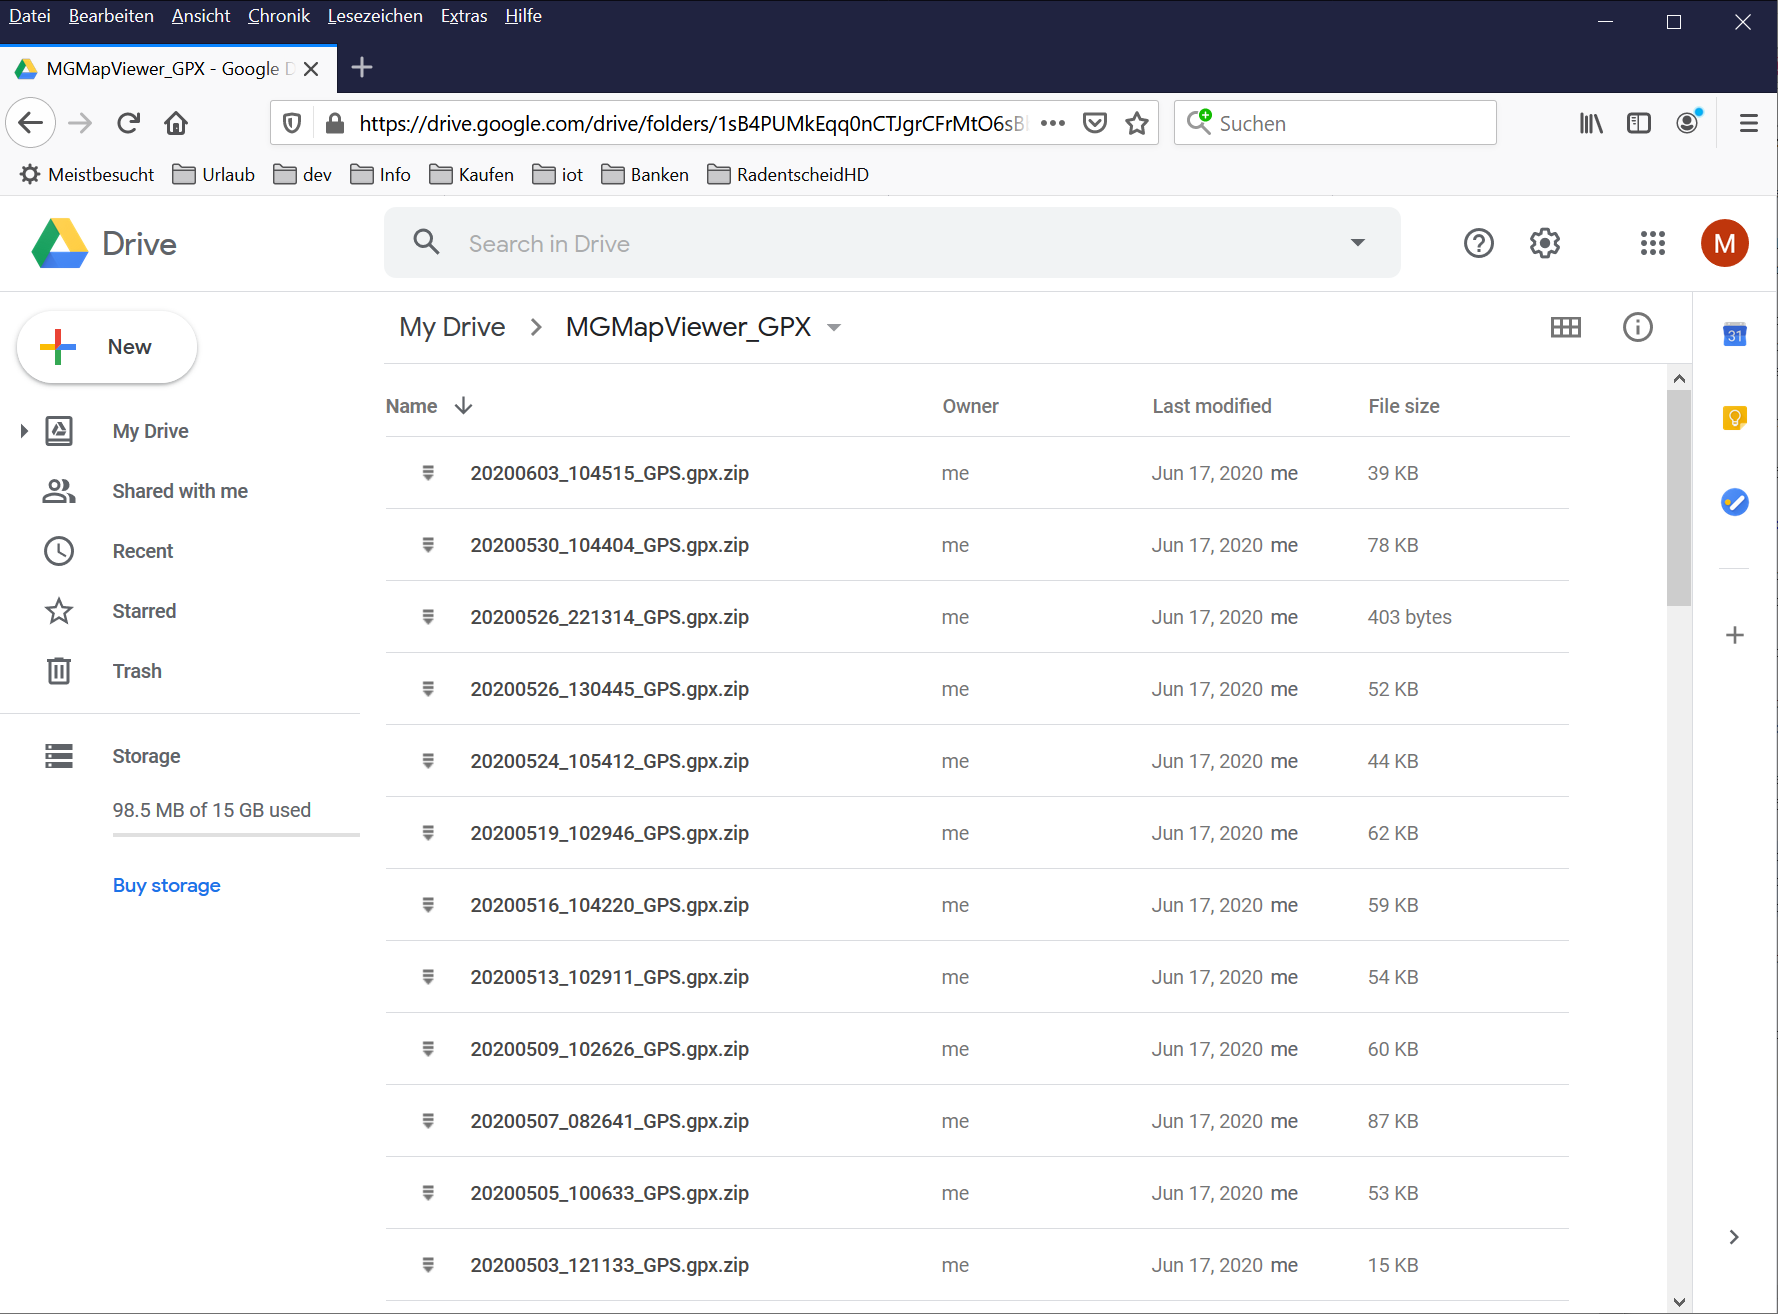 Datei Bearbeiten Ansicht Chronik Lesezeichen Extras Hilfe
MGMapViewer_GPX - Google D
https://drive.google.com/drive/folders/1sB4PUMkEqq0nCTJgrCFrMtO6sB Suchen
Meistbesucht Urlaub dev Info Kaufen iot Banken RadentscheidHD
Drive Search in Drive M
New My Drive MGMapViewer_GPX
31
My Drive
Shared with me
Recent
Starred
Trash
Storage
98.5 MB of 15 GB used
Buy storage
Name Owner Last modified File size
20200603_104515_GPS.gpx.zip me Jun 17, 2020 me 39 KB
20200530_104404_GPS.gpx.zip me Jun 17, 2020 me 78 KB
20200526_221314_GPS.gpx.zip me Jun 17, 2020 me 403 bytes
20200526_130445_GPS.gpx.zip me Jun 17, 2020 me 52 KB
20200524_105412_GPS.gpx.zip me Jun 17, 2020 me 44 KB
20200519_102946_GPS.gpx.zip me Jun 17, 2020 me 62 KB
20200516_104220_GPS.gpx.zip me Jun 17, 2020 me 59 KB
20200513_102911_GPS.gpx.zip me Jun 17, 2020 me 54 KB
20200509_102626_GPS.gpx.zip me Jun 17, 2020 me 60 KB
20200507_082641_GPS.gpx.zip me Jun 17, 2020 me 87 KB
20200505_100633_GPS.gpx.zip me Jun 17, 2020 me 53 KB
20200503_121133_GPS.gpx.zip me Jun 17, 2020 me 15 KB